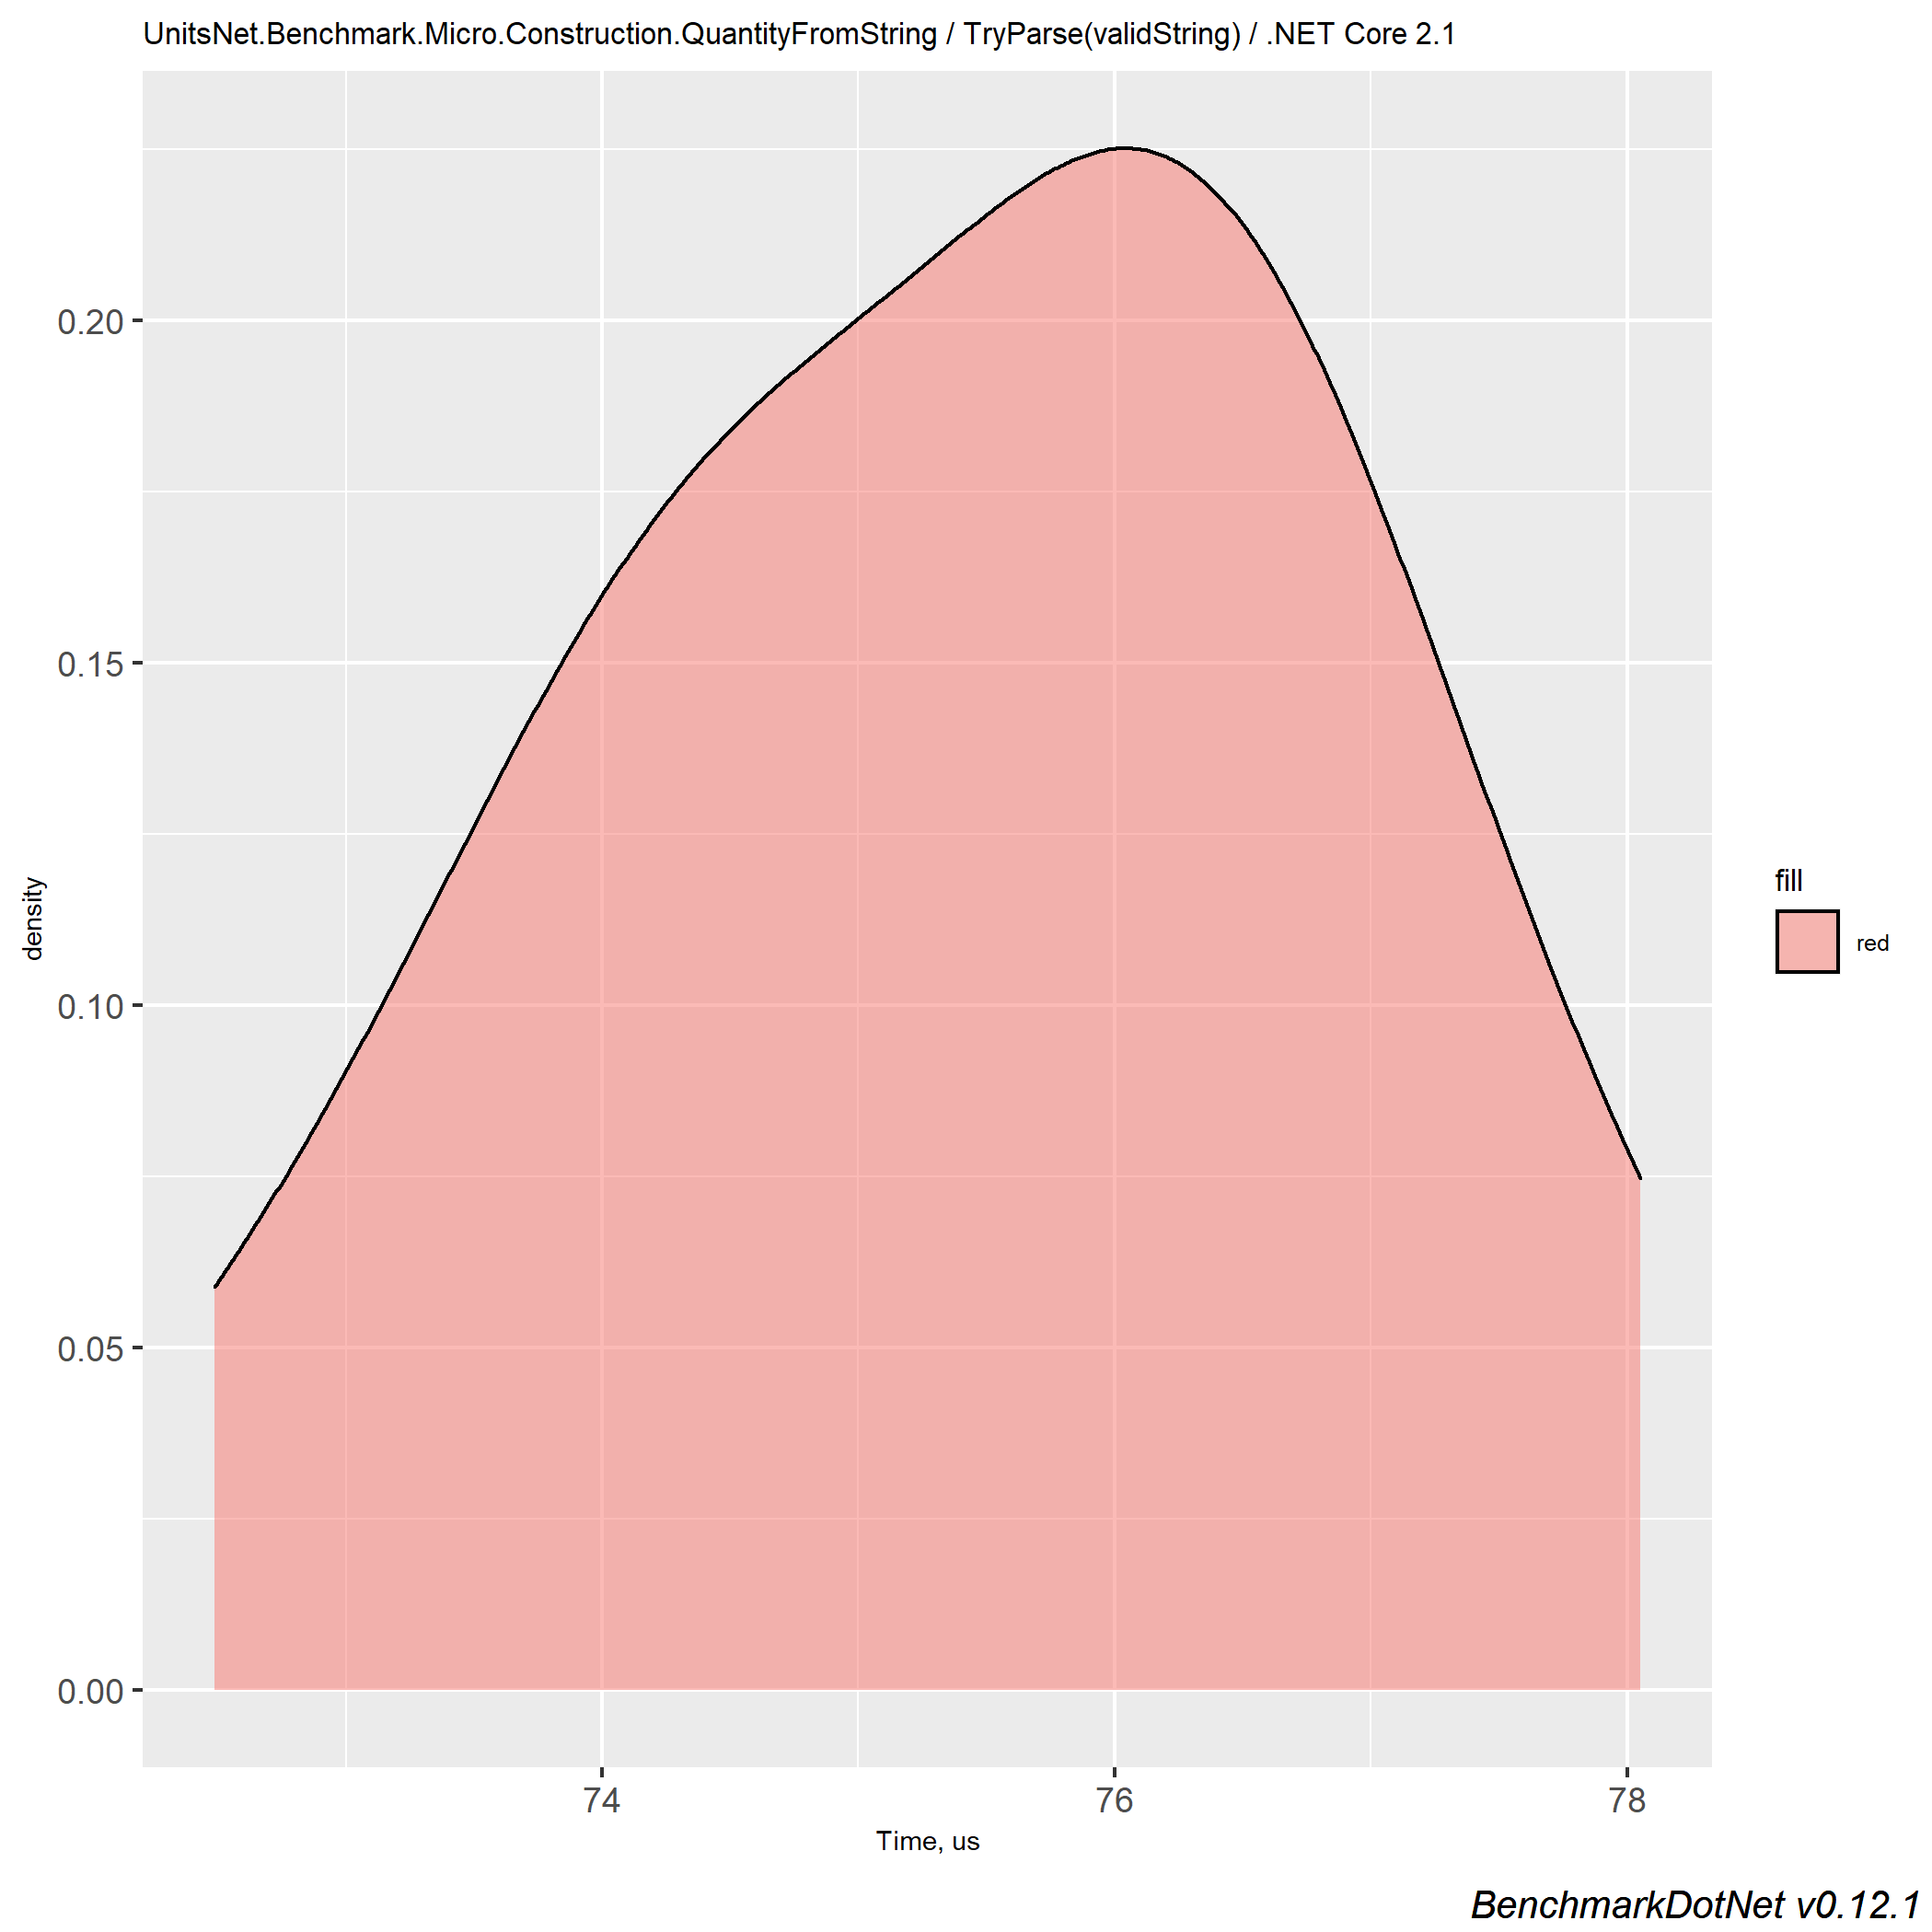 UnitsNet.Benchmark.Micro.Construction.QuantityFromString / TryParse(validString) / .NET Core 2.1
0.20
0.15
0.10
0.05
0.00
density
74 76 78
Time, us
fill
red
BenchmarkDotNet v0.12.1